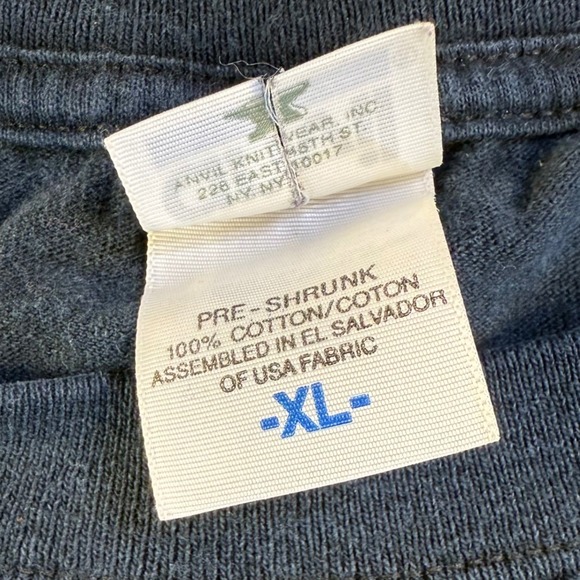 ANVIL KNITWEAR, INC.
228 EAST 45TH ST.
NY, NY 10017
PRE-SHRUNK
100% COTTON/COTON
ASSEMBLED IN EL SALVADOR
OF USA FABRIC
-XL-